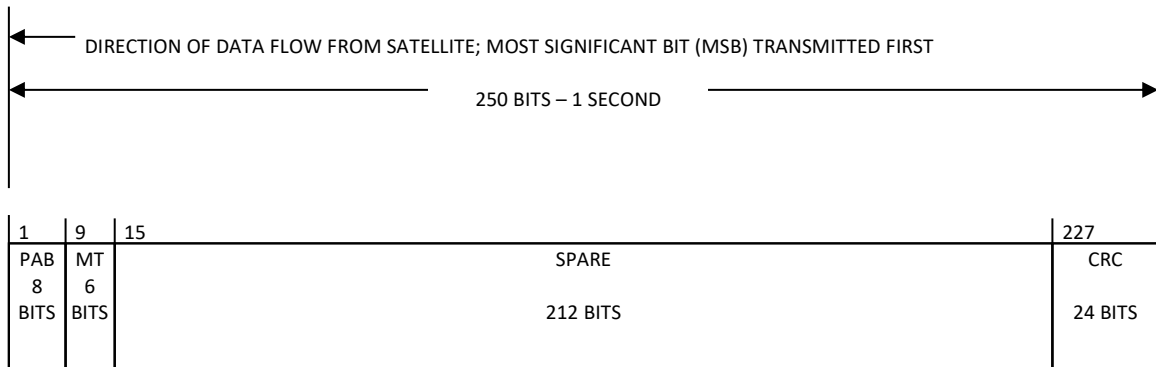 DIRECTION OF DATA FLOW FROM SATELLITE; MOST SIGNIFICANT BIT (MSB) TRANSMITTED FIRST
250 BITS – 1 SECOND
1 9 15 227
PAB MT SPARE CRC
8 6
BITS BITS 212 BITS 24 BITS